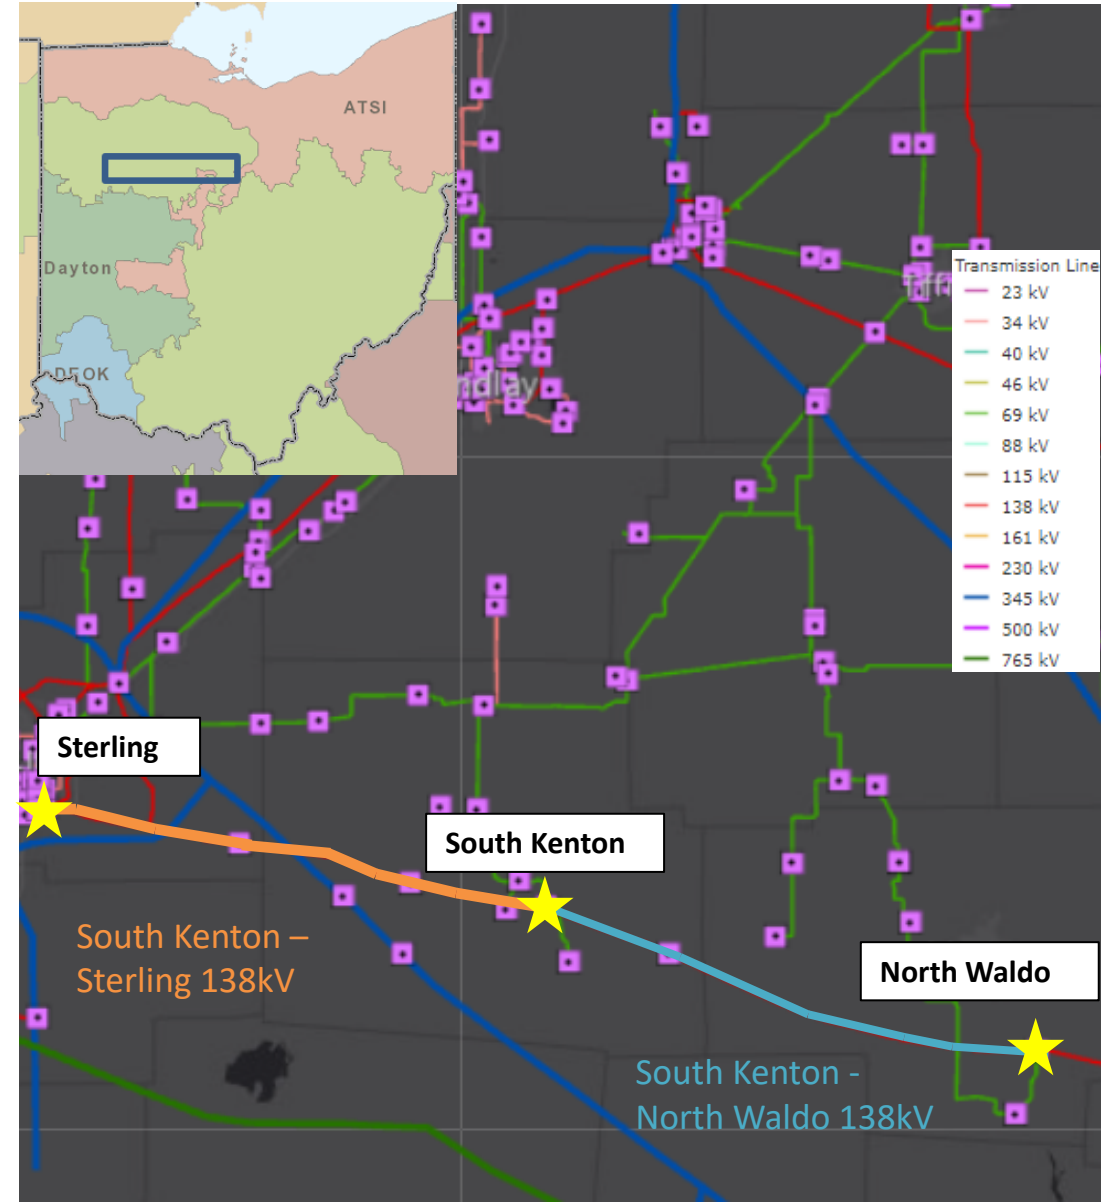 ATSI
Dayton
DEOK
Transmission Line
23 kV
34 kV
40 kV
46 kV
69 kV
88 kV
115 kV
138 kV
161 kV
230 kV
345 kV
500 kV
765 kV
ndlay
Sterling
South Kenton
North Waldo
South Kenton –
Sterling 138kV
South Kenton -
North Waldo 138kV